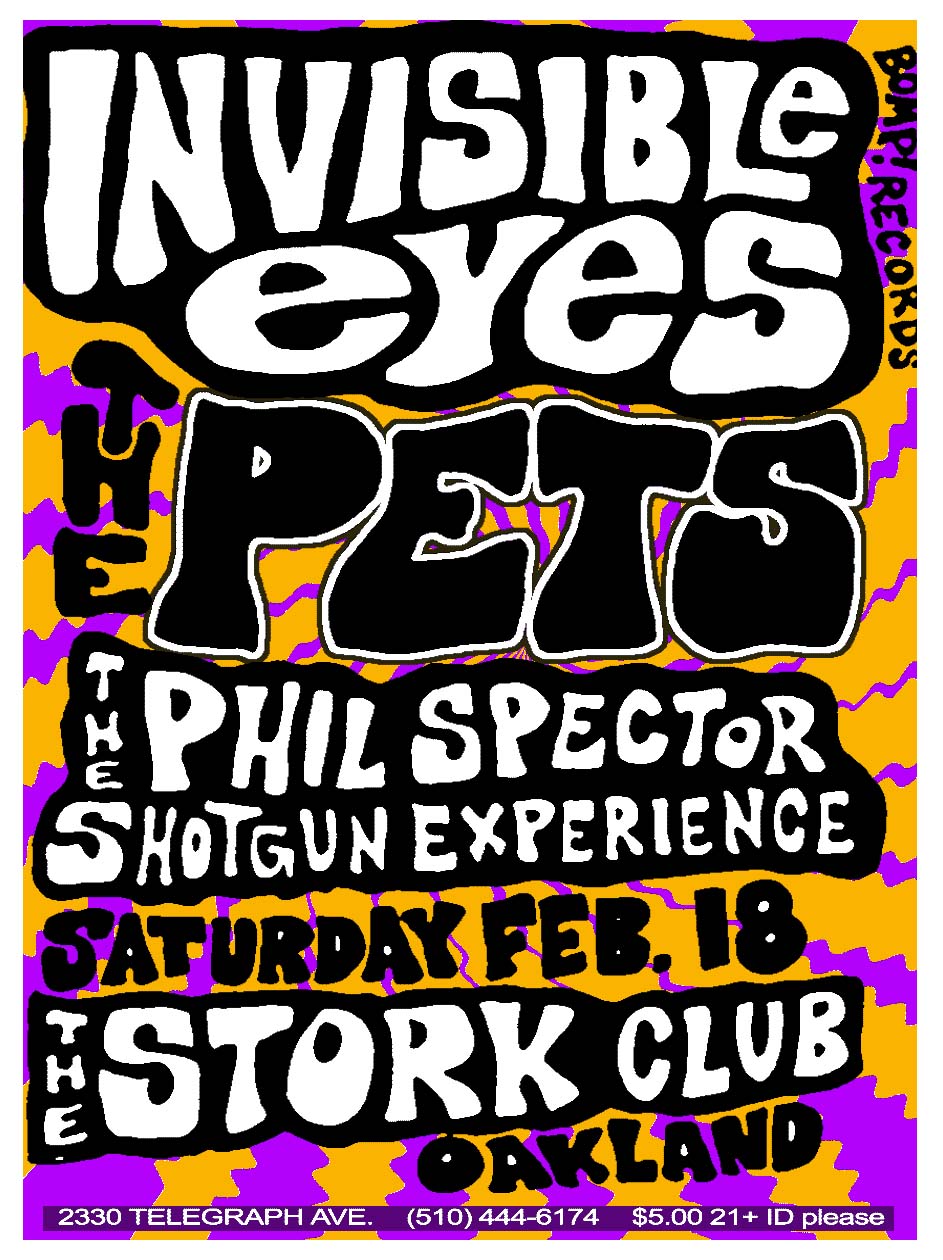 INVISIBLe
eyes
BOMP! RECORDS
THE
PETS
THE
PHIL SPECTOR
SHOTGUN EXPERIENCE
SATURDAY FEB. 18
THE
STORK CLUB
OAKLAND
2330 TELEGRAPH AVE. (510) 444-6174 $5.00 21+ ID please